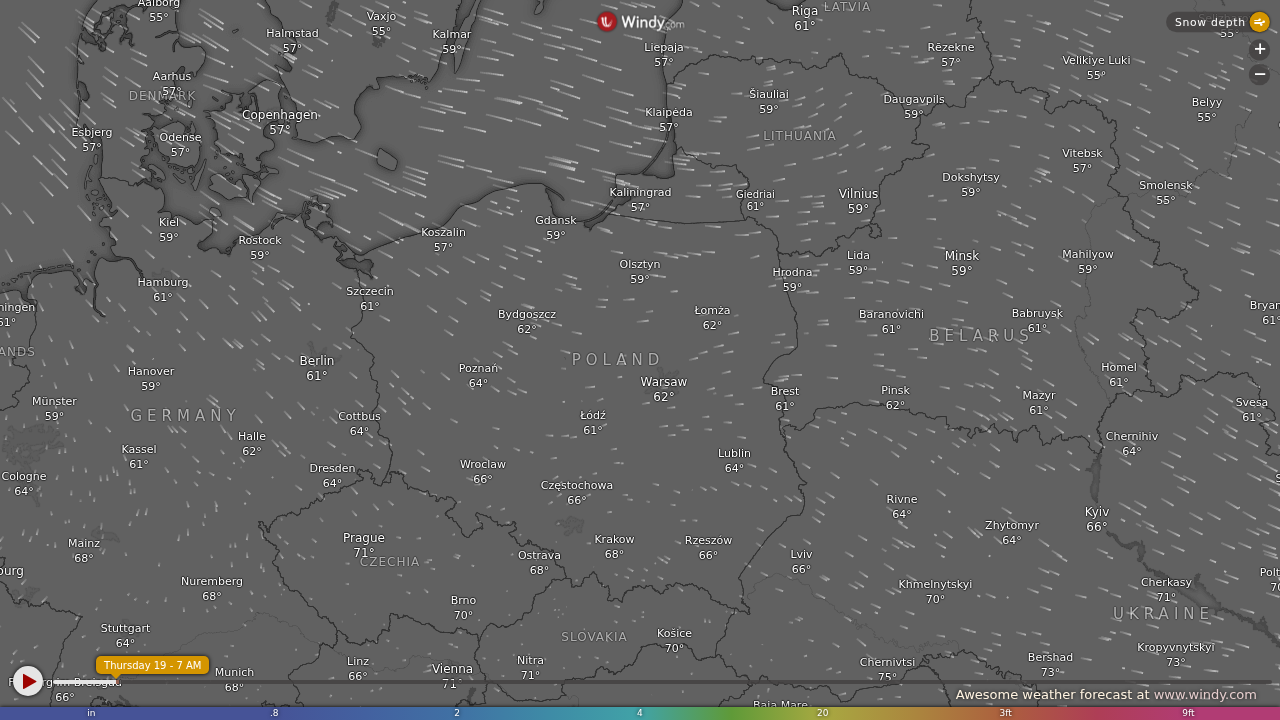 Aalborg
55°
Vaxjo
55°
Halmstad
57°
Kalmar
59°
Windy.com
Liepaja
57°
Riga
61°
LATVIA
Rēzekne
57°
Snow depth
55°
+
−
Velikiye Luki
55°
Aarhus
57°
DENMARK
Copenhagen
57°
Klaipėda
57°
Šiauliai
59°
Daugavpils
59°
Belyy
55°
Esbjerg
57°
Odense
57°
LITHUANIA
Vitebsk
57°
Kaliningrad
57°
Giedriai
61°
Vilnius
59°
Dokshytsy
59°
Smolensk
55°
Kiel
59°
Rostock
59°
Koszalin
57°
Gdansk
59°
Olsztyn
59°
Hrodna
59°
Lida
59°
Minsk
59°
Mahilyow
59°
Hamburg
61°
Szczecin
61°
Bydgoszcz
62°
Łomża
62°
Baranovichi
61°
Babruysk
61°
61°
BELARUS
Hanover
59°
Berlin
61°
Poznań
64°
POLAND
Warsaw
62°
Brest
61°
Pinsk
62°
Mazyr
61°
Homel
61°
Svesa
61°
Münster
59°
GERMANY
Cottbus
64°
Łódź
61°
Kassel
61°
Halle
62°
Lublin
64°
Chernihiv
64°
Cologne
64°
Dresden
64°
Wroclaw
66°
Częstochowa
66°
Rivne
64°
Zhytomyr
64°
Kyiv
66°
Mainz
68°
Prague
71°
CZECHIA
Ostrava
68°
Krakow
68°
Rzeszów
66°
Lviv
66°
Nuremberg
68°
Brno
70°
Khmelnytskyi
70°
Cherkasy
71°
UKRAINE
Stuttgart
64°
SLOVAKIA
Košice
70°
Kropyvnytskyi
73°
Thursday 19 - 7 AM
66°
Munich
68°
Linz
66°
Vienna
71°
Nitra
71°
Chernivtsi
75°
Bershad
73°
Awesome weather forecast at www.windy.com
Baia Mare
in .8 2 4 20 3ft 9ft